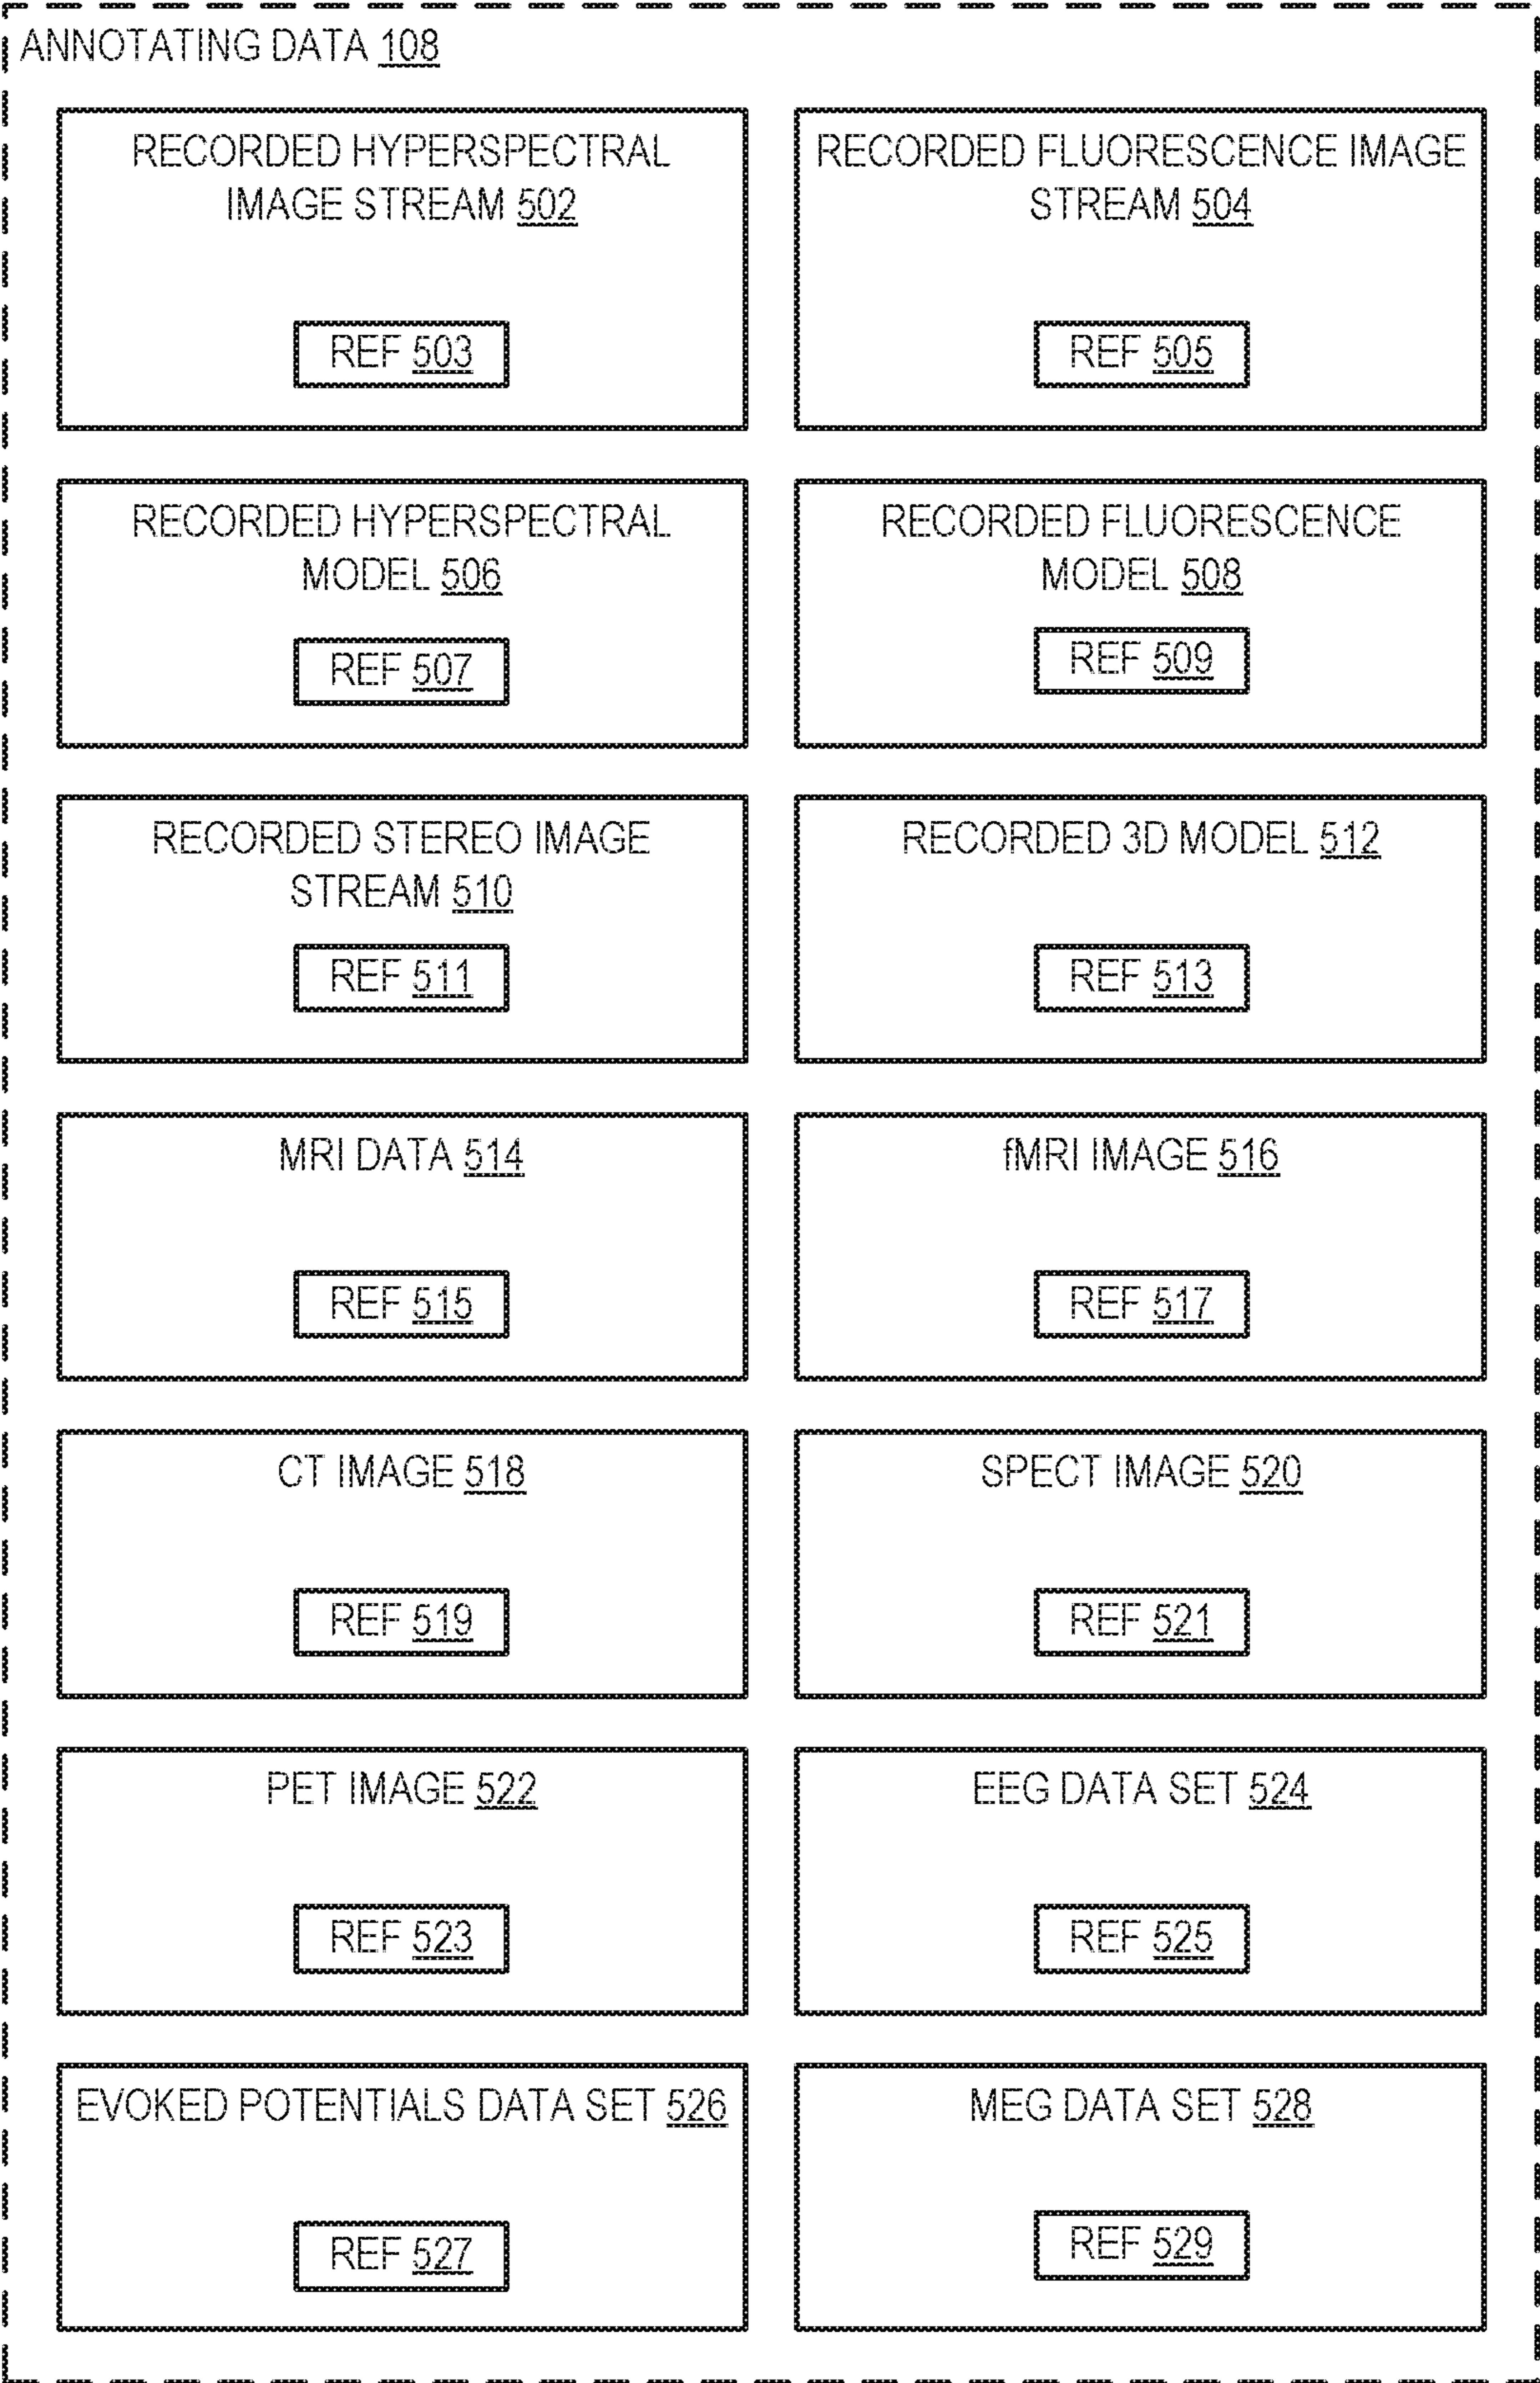 ANNOTATING DATA 108
RECORDED HYPERSPECTRAL
IMAGE STREAM 502
REF 503
RECORDED FLUORESCENCE IMAGE
STREAM 504
REF 505
RECORDED HYPERSPECTRAL
MODEL 506
REF 507
RECORDED FLUORESCENCE
MODEL 508
REF 509
RECORDED STEREO IMAGE
STREAM 510
REF 511
RECORDED 3D MODEL 512
REF 513
MRI DATA 514
REF 515
fMRI IMAGE 516
REF 517
CT IMAGE 518
REF 519
SPECT IMAGE 520
REF 521
PET IMAGE 522
REF 523
EEG DATA SET 524
REF 525
EVOKED POTENTIALS DATA SET 526
REF 527
MEG DATA SET 528
REF 529